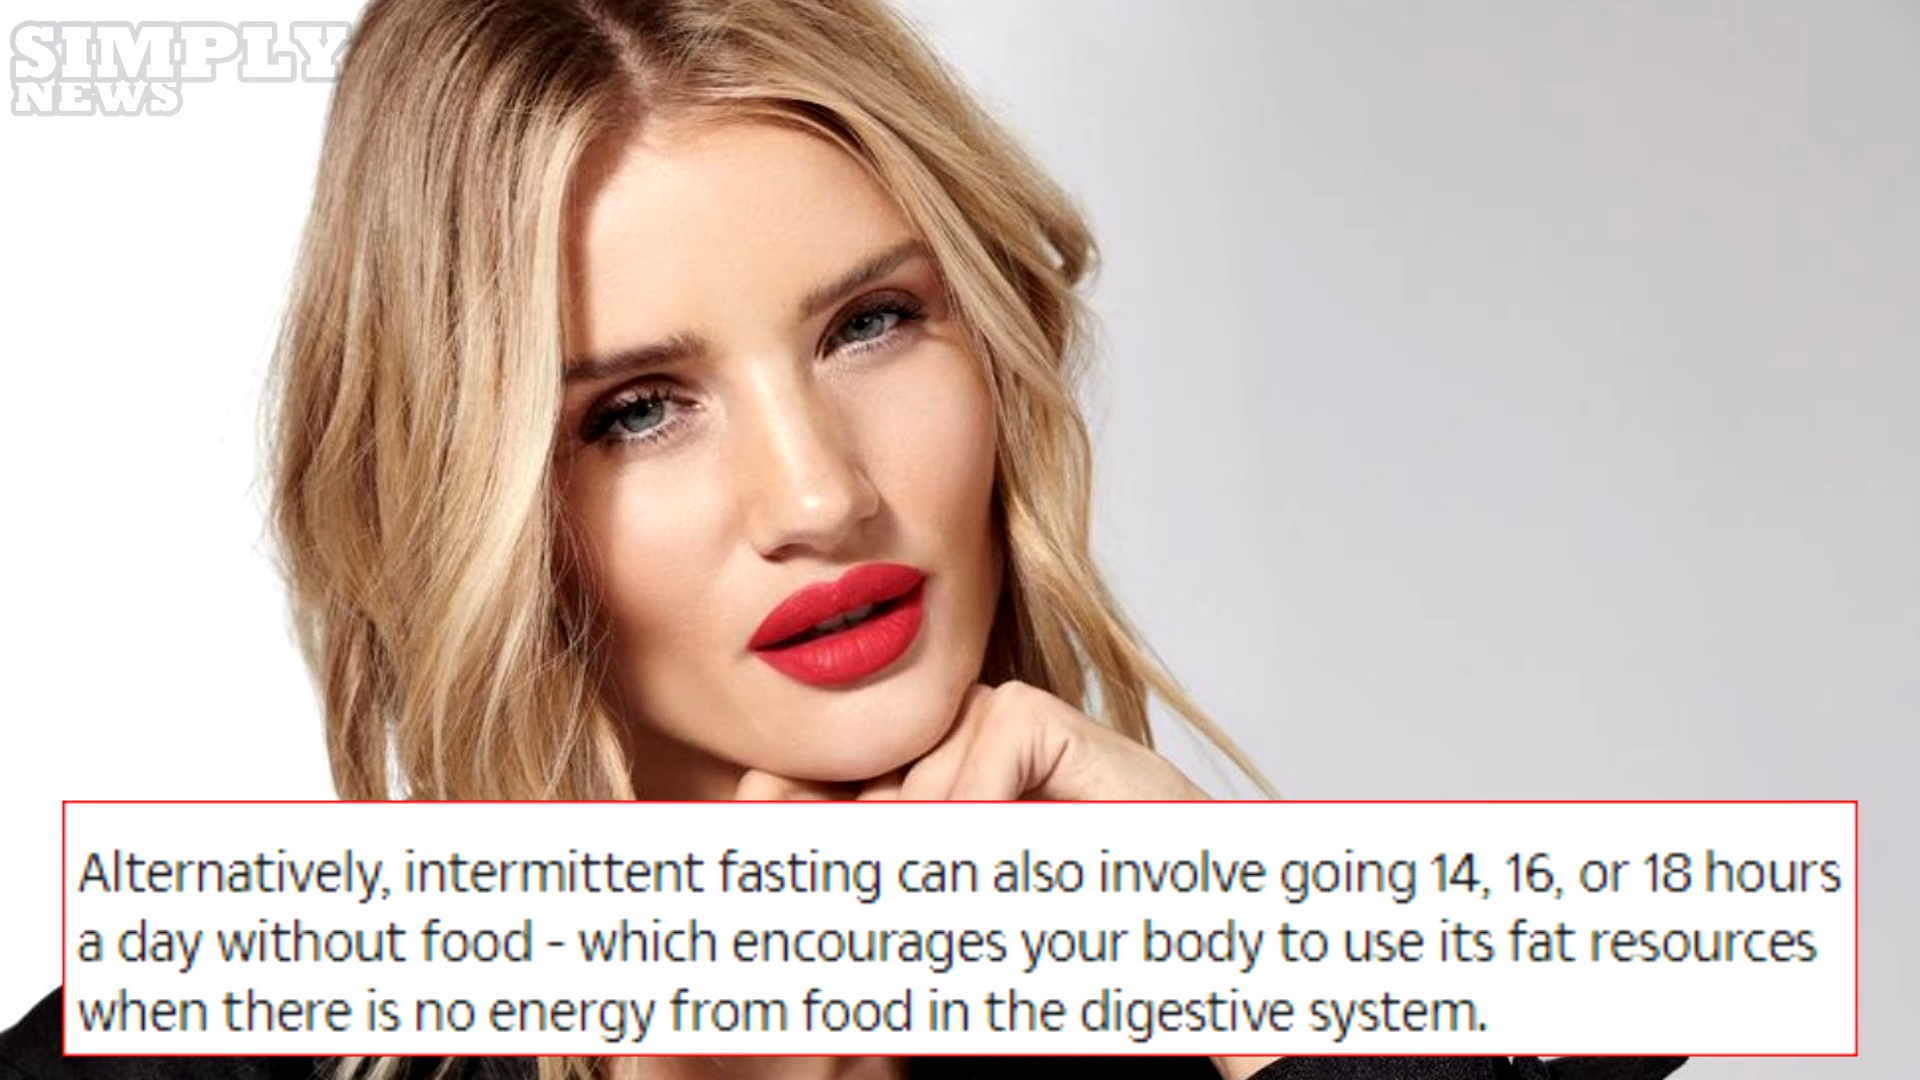 SIMPLY
NEWS
Alternatively, intermittent fasting can also involve going 14, 16, or 18 hours
a day without food - which encourages your body to use its fat resources
when there is no energy from food in the digestive system.